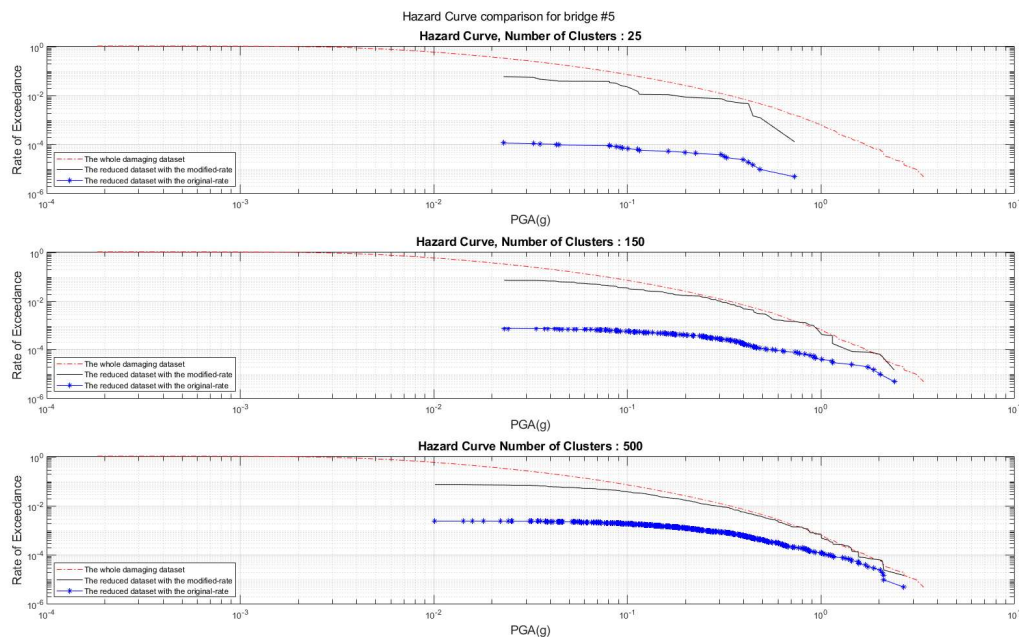 Hazard Curve comparison for bridge #5
Hazard Curve, Number of Clusters : 25
Rate of Exceedance
10^0
10^-2
10^-4
10^-6
The whole damaging dataset
The reduced dataset with the modified-rate
The reduced dataset with the original-rate
10^-4 10^-3 10^-2 10^-1 10^0 10^1
PGA(g)
Hazard Curve, Number of Clusters : 150
Rate of Exceedance
10^0
10^-2
10^-4
10^-6
The whole damaging dataset
The reduced dataset with the modified-rate
The reduced dataset with the original-rate
10^-4 10^-3 10^-2 10^-1 10^0 10^1
PGA(g)
Hazard Curve Number of Clusters : 500
Rate of Exceedance
10^0
10^-2
10^-4
10^-6
The whole damaging dataset
The reduced dataset with the modified-rate
The reduced dataset with the original-rate
10^-4 10^-3 10^-2 10^-1 10^0 10^1
PGA(g)